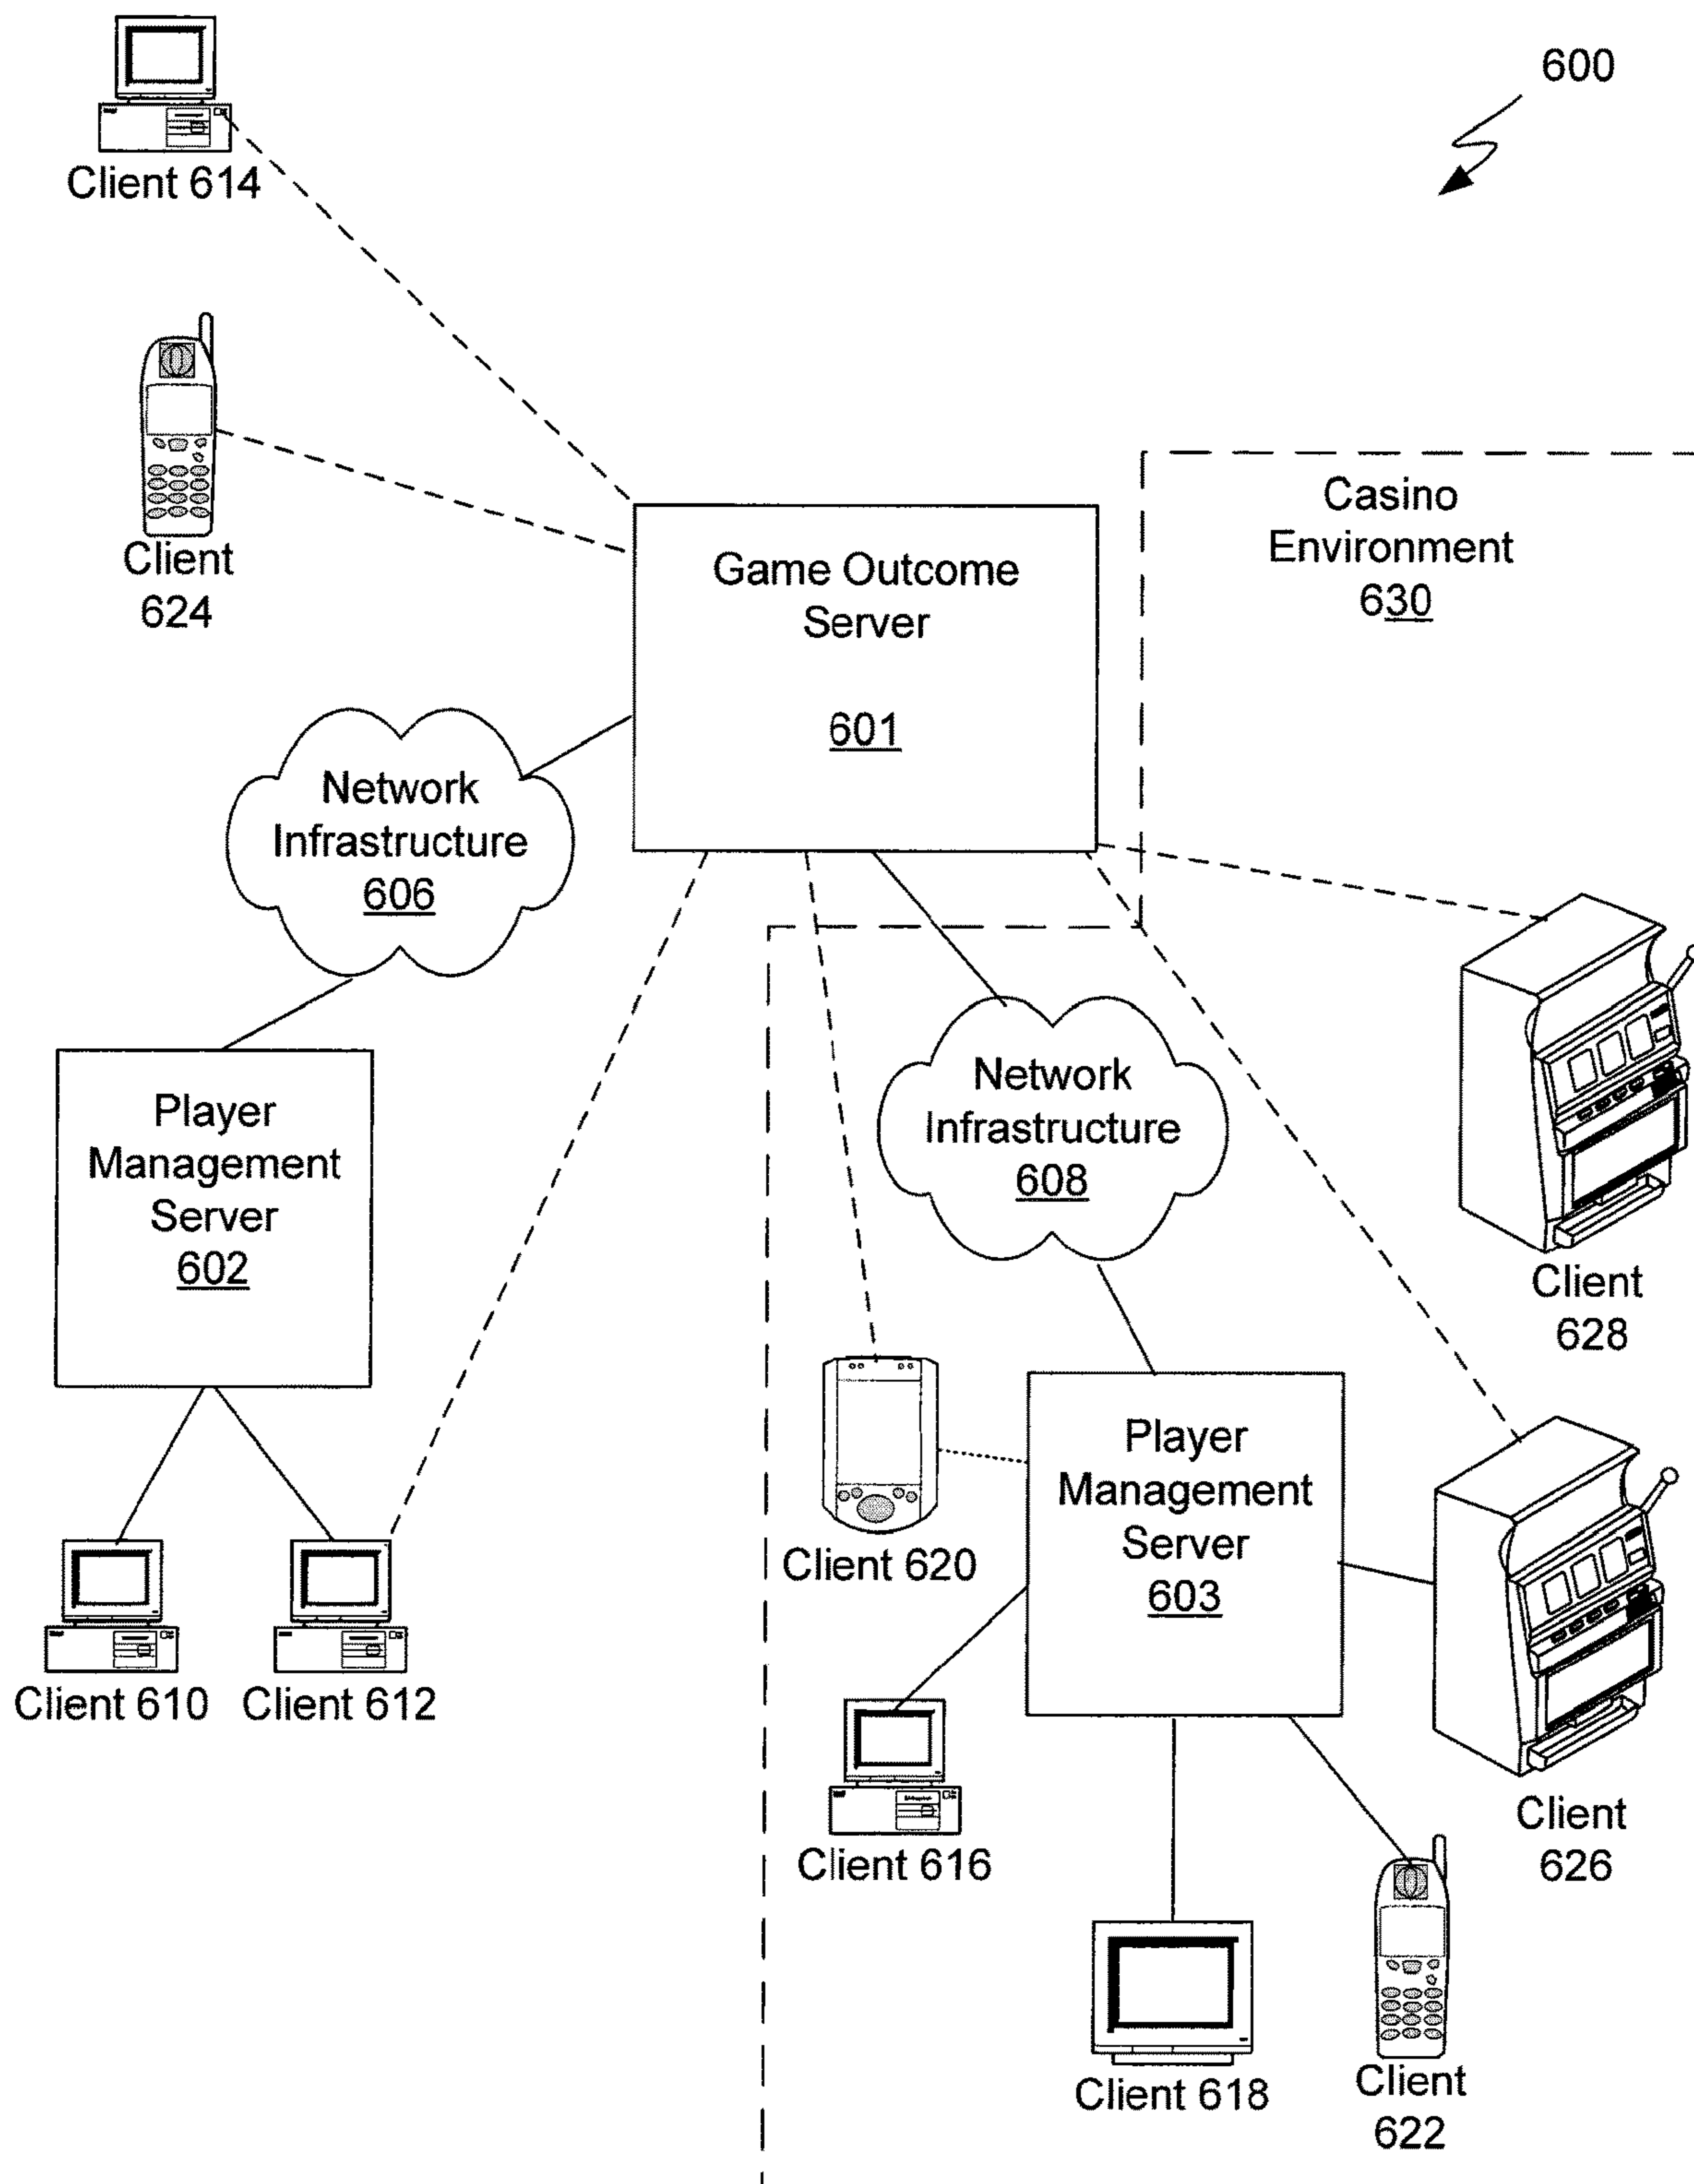 600
Client 614
Client
624
Casino
Environment
630
Game Outcome
Server
601
Network
Infrastructure
606
Network
Infrastructure
608
Player
Management
Server
602
Client
628
Client 620
Player
Management
Server
603
Client 610
Client 612
Client 616
Client
626
Client 618
Client
622